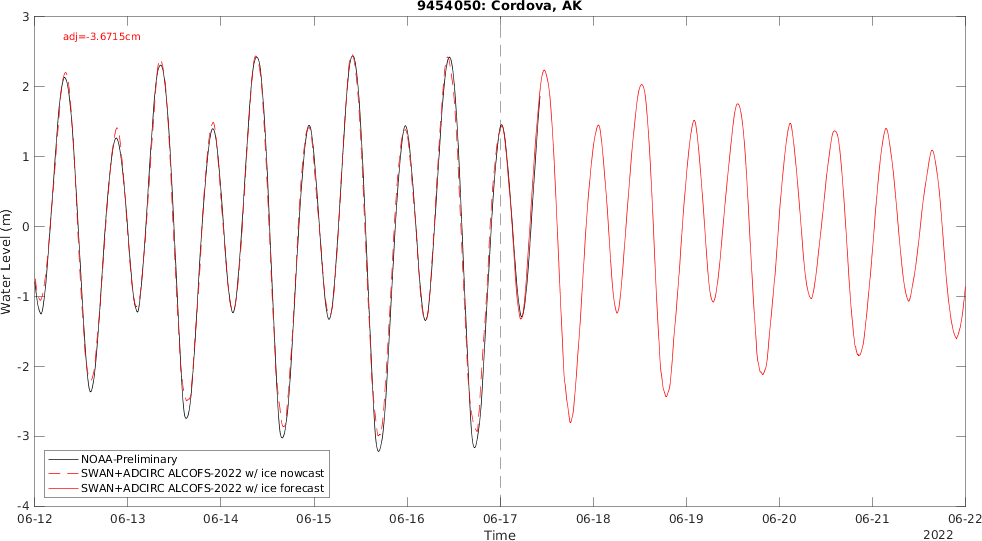 9454050: Cordova, AK
adj=-3.6715cm
3
2
1
0
-1
-2
-3
-4
Water Level (m)
NOAA-Preliminary
SWAN+ADCIRC ALCOFS-2022 w/ ice nowcast
SWAN+ADCIRC ALCOFS-2022 w/ ice forecast
06-12 06-13 06-14 06-15 06-16 06-17 06-18 06-19 06-20 06-21 06-22
Time
2022